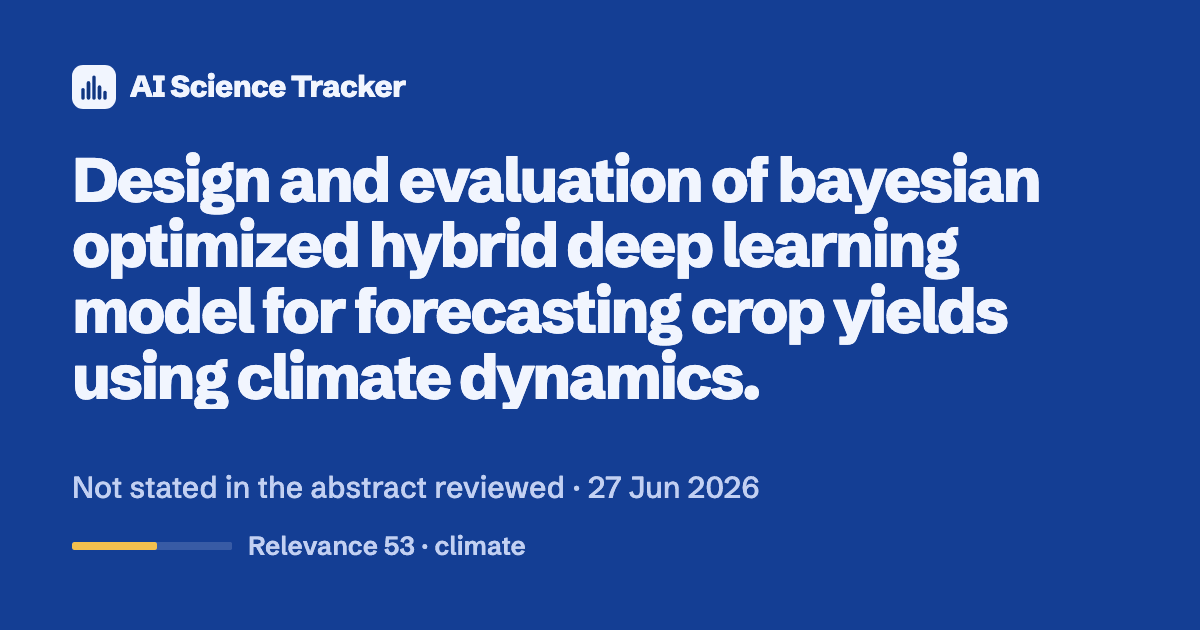 AI Science Tracker
Design and evaluation of bayesian
optimized hybrid deep learning
model for forecasting crop yields
using climate dynamics.
Not stated in the abstract reviewed · 27 Jun 2026
Relevance 53 · climate